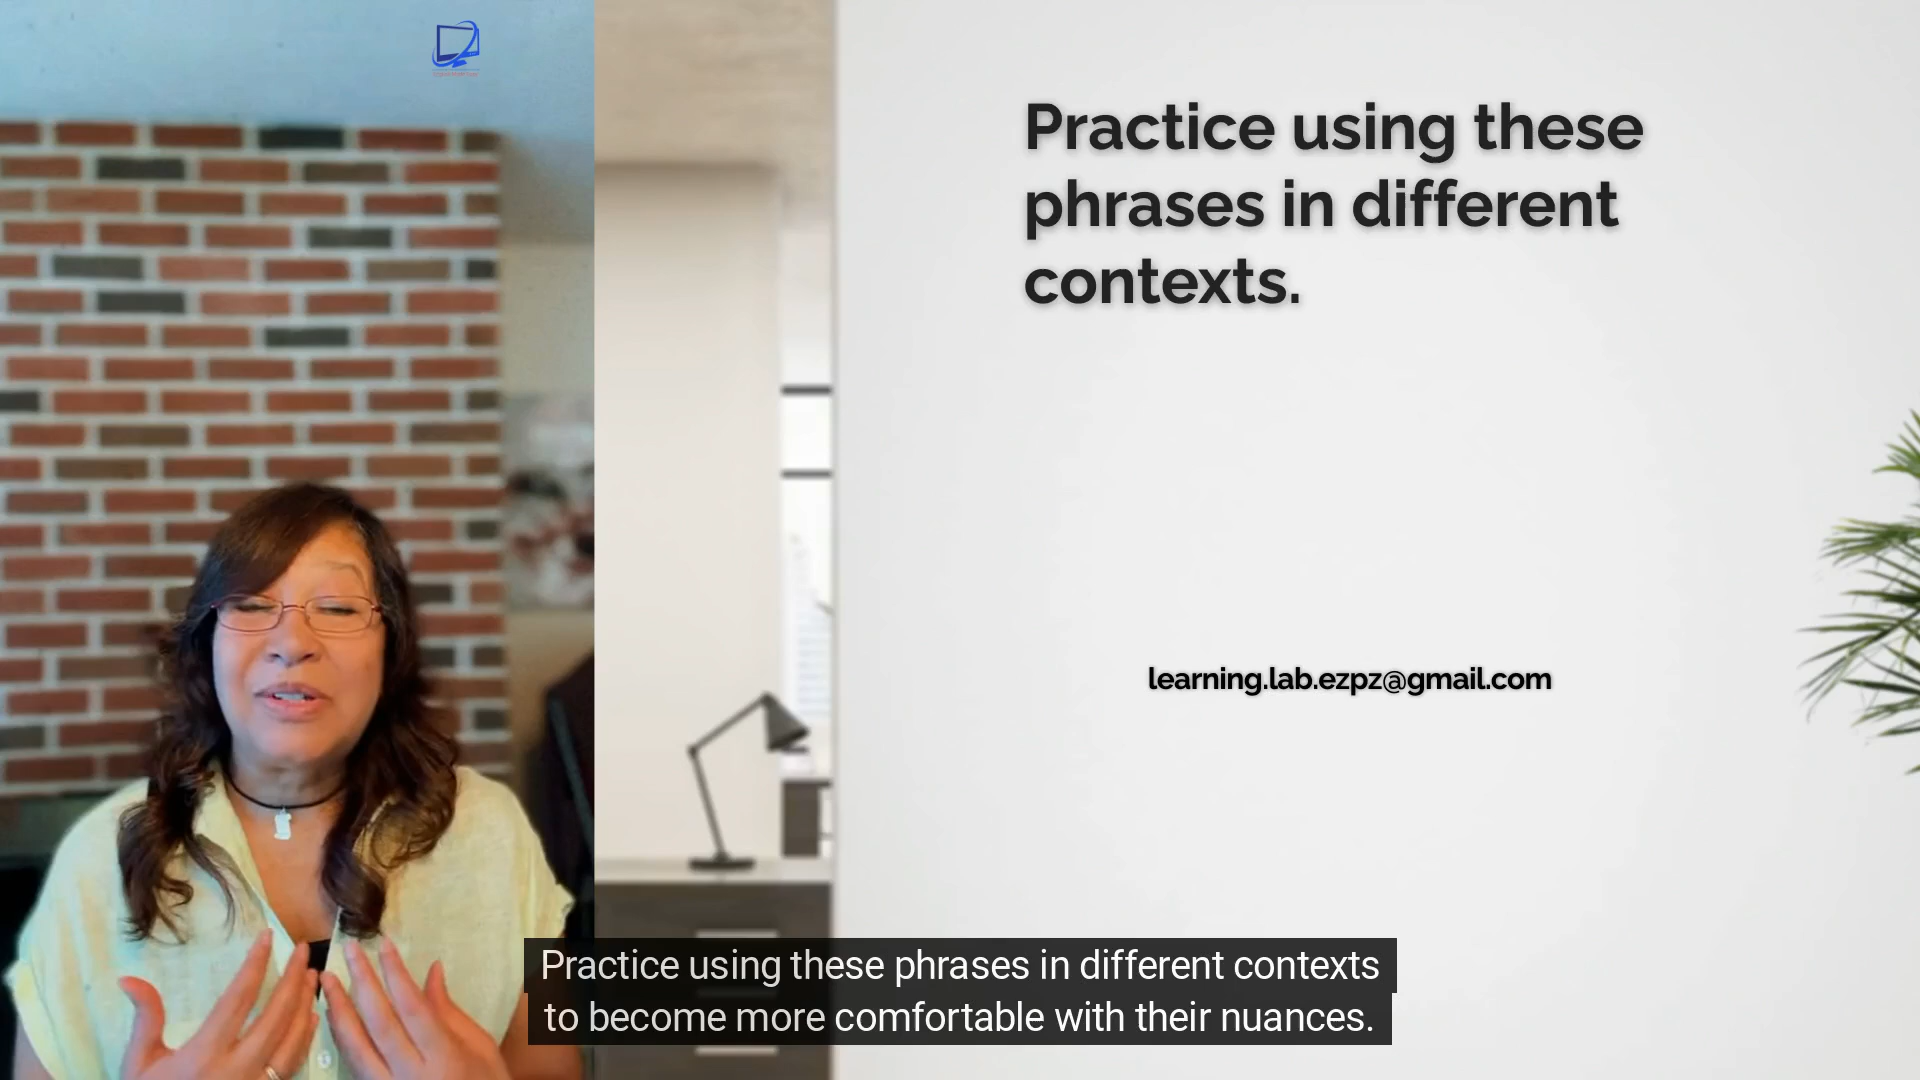 Practice using these
phrases in different
contexts.
learning.lab.ezpz@gmail.com
Practice using these phrases in different contexts
to become more comfortable with their nuances.